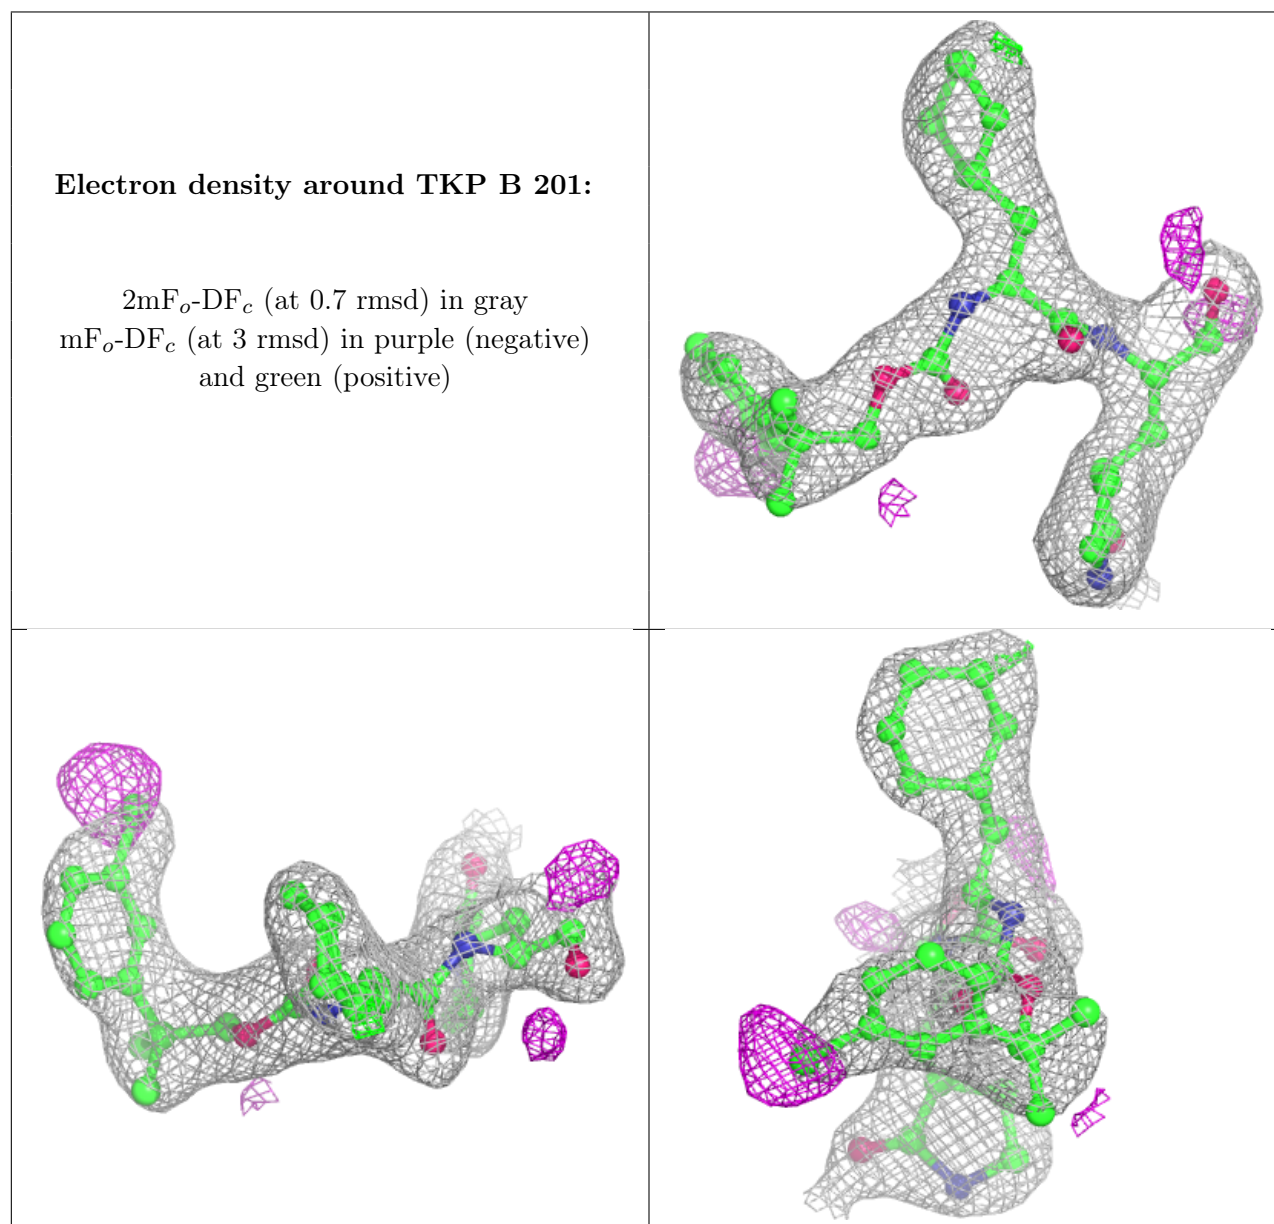 Electron density around TKP B 201:
2mFₒ-DF𝒸 (at 0.7 rmsd) in gray
mFₒ-DF𝒸 (at 3 rmsd) in purple (negative)
and green (positive)